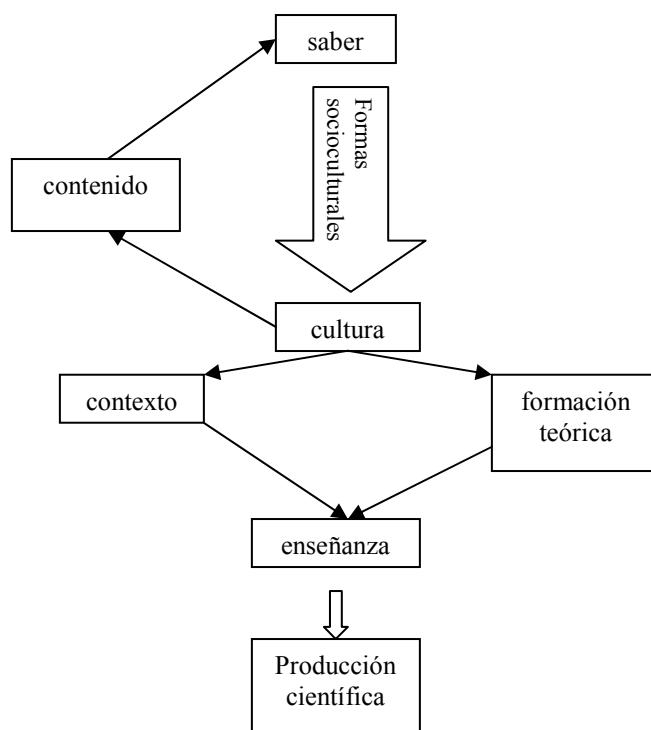 saber
Formas
socioculturales
contenido
cultura
contexto
formación
teórica
enseñanza
Producción
científica